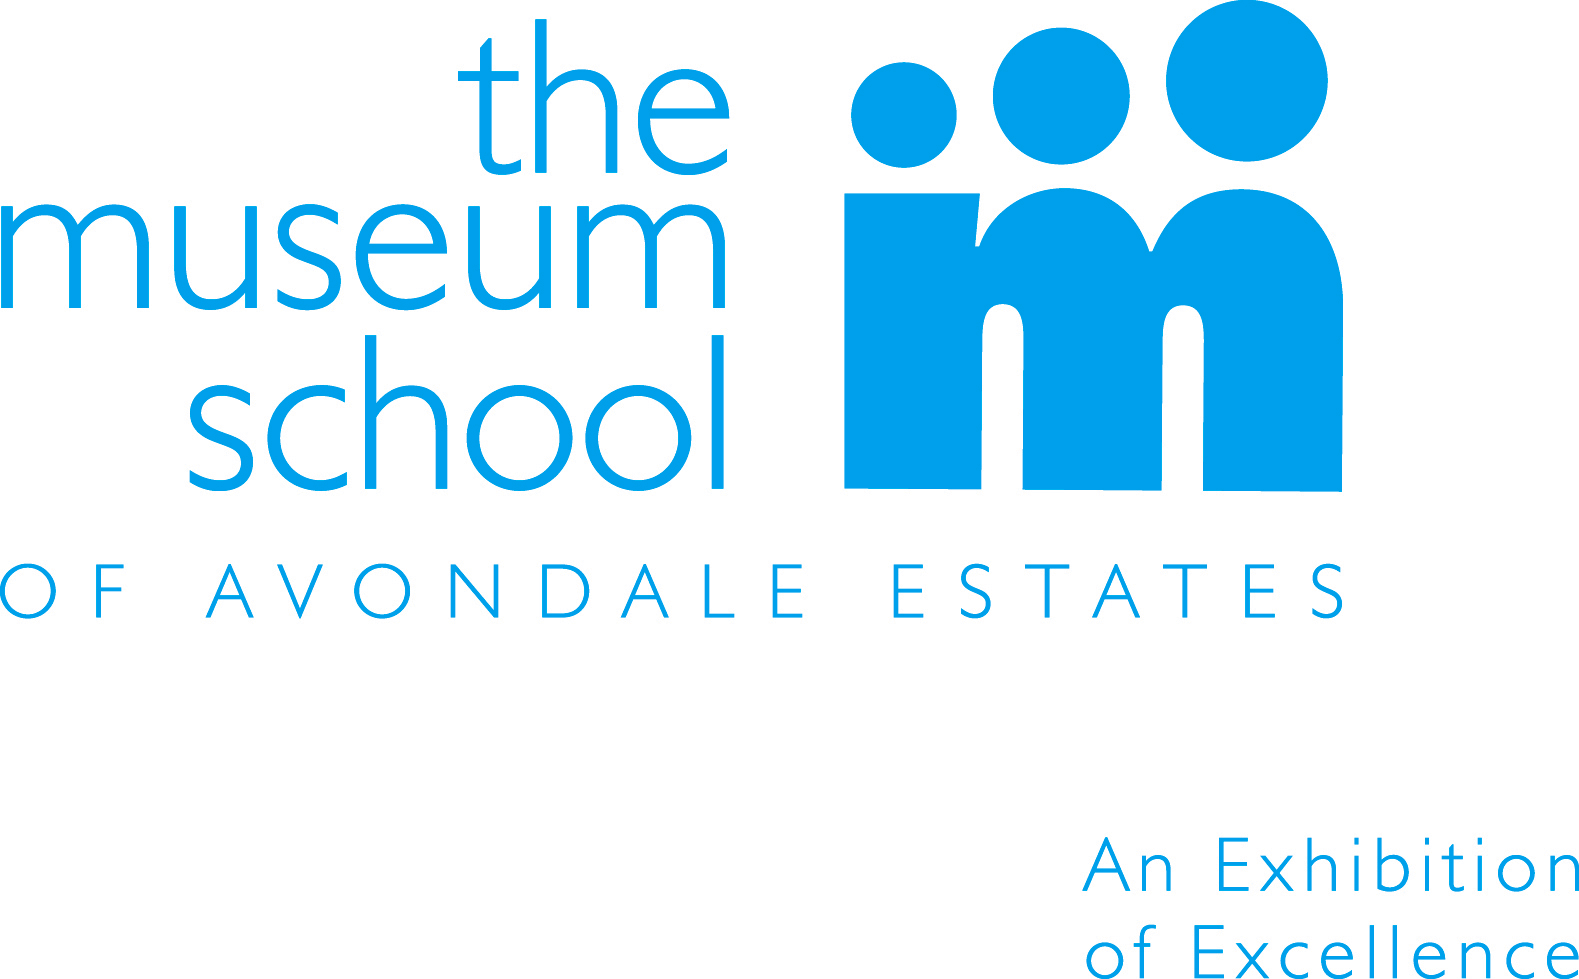 the
museum
school
OF AVONDALE ESTATES
An Exhibition
of Excellence